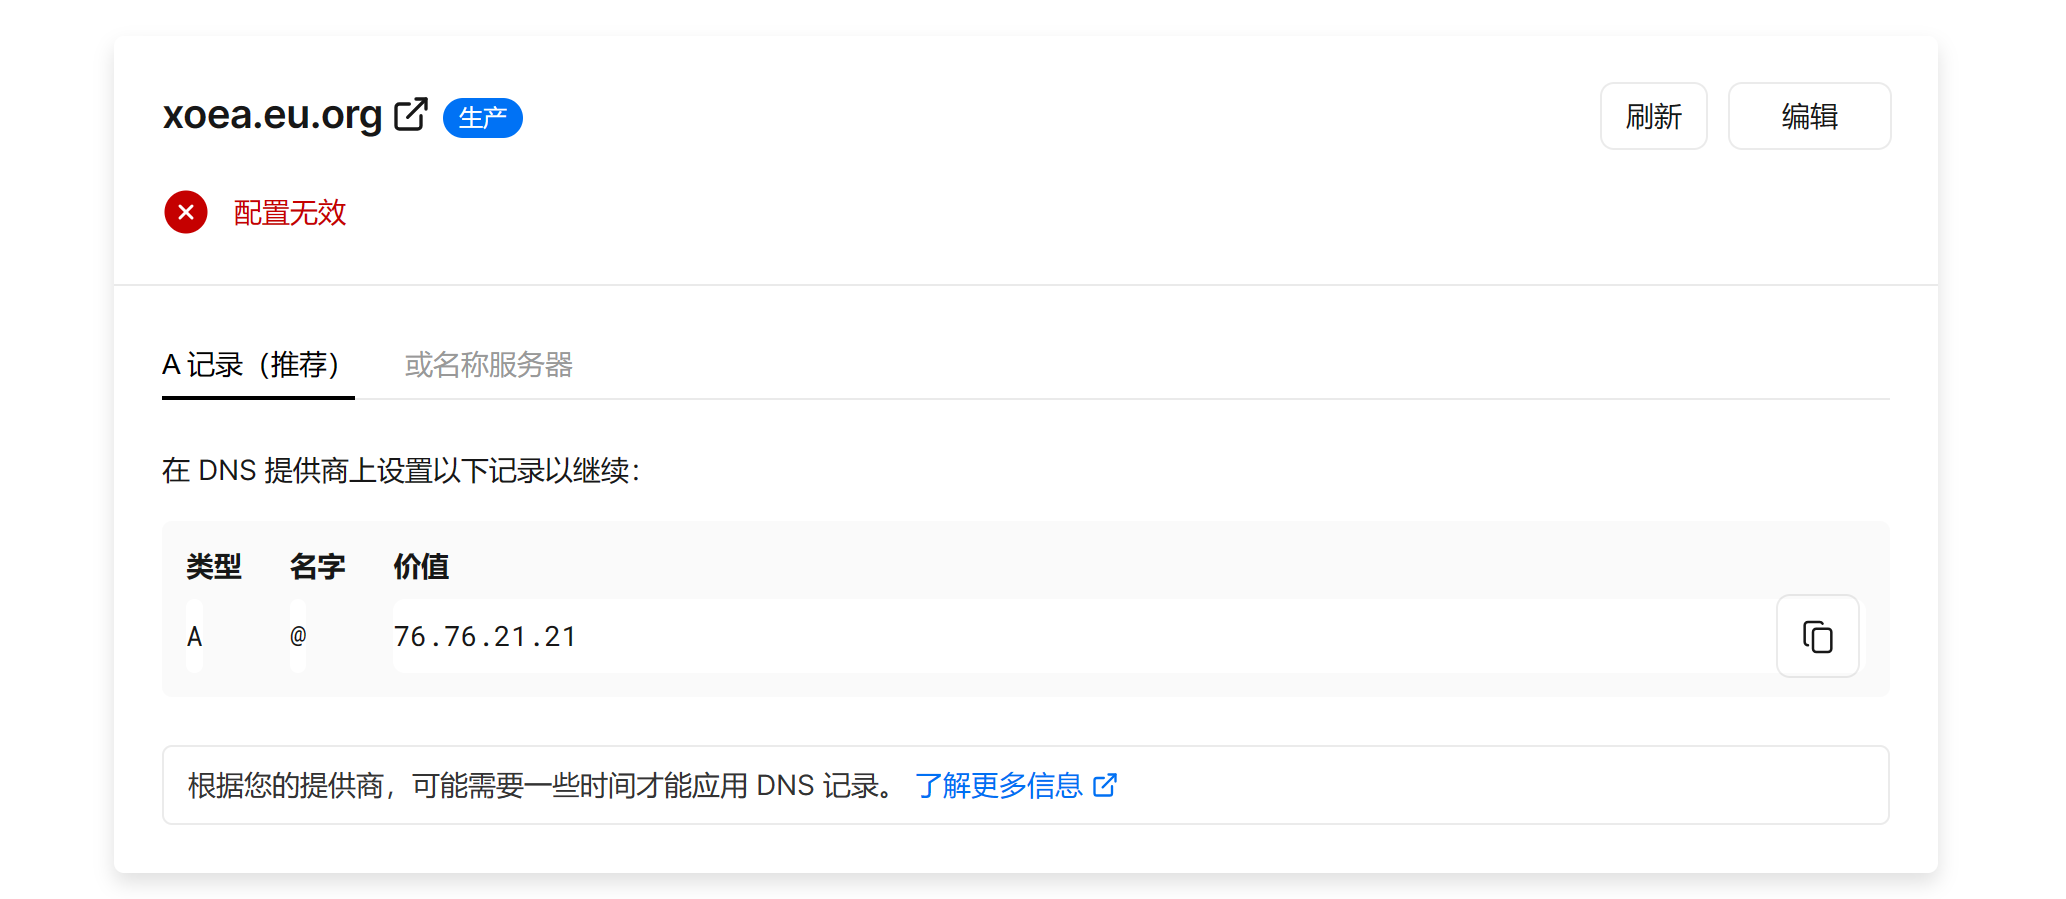 xoea.eu.org 生产 刷新 编辑
配置无效
A 记录（推荐） 或名称服务器
在 DNS 提供商上设置以下记录以继续：
类型 名字 价值
A @ 76.76.21.21
根据您的提供商，可能需要一些时间才能应用 DNS 记录。 了解更多信息